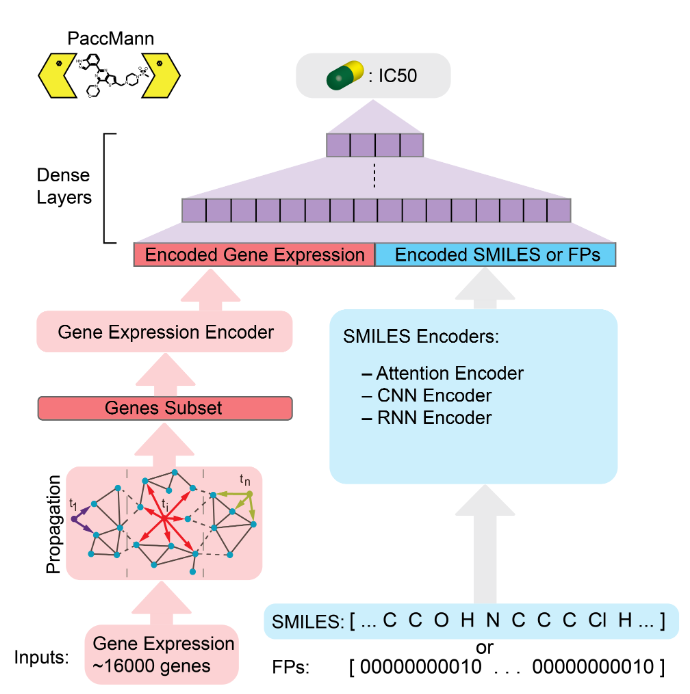 PaccMann
: IC50
Dense
Layers
Encoded Gene Expression
Encoded SMILES or FPs
Gene Expression Encoder
SMILES Encoders:
– Attention Encoder
– CNN Encoder
– RNN Encoder
Genes Subset
Propagation
t1
ti
tn
Inputs:
Gene Expression
~16000 genes
SMILES: [ ... C C O H N C C C Cl H ... ]
or
FPs: [ 00000000010 . . . 00000000010 ]